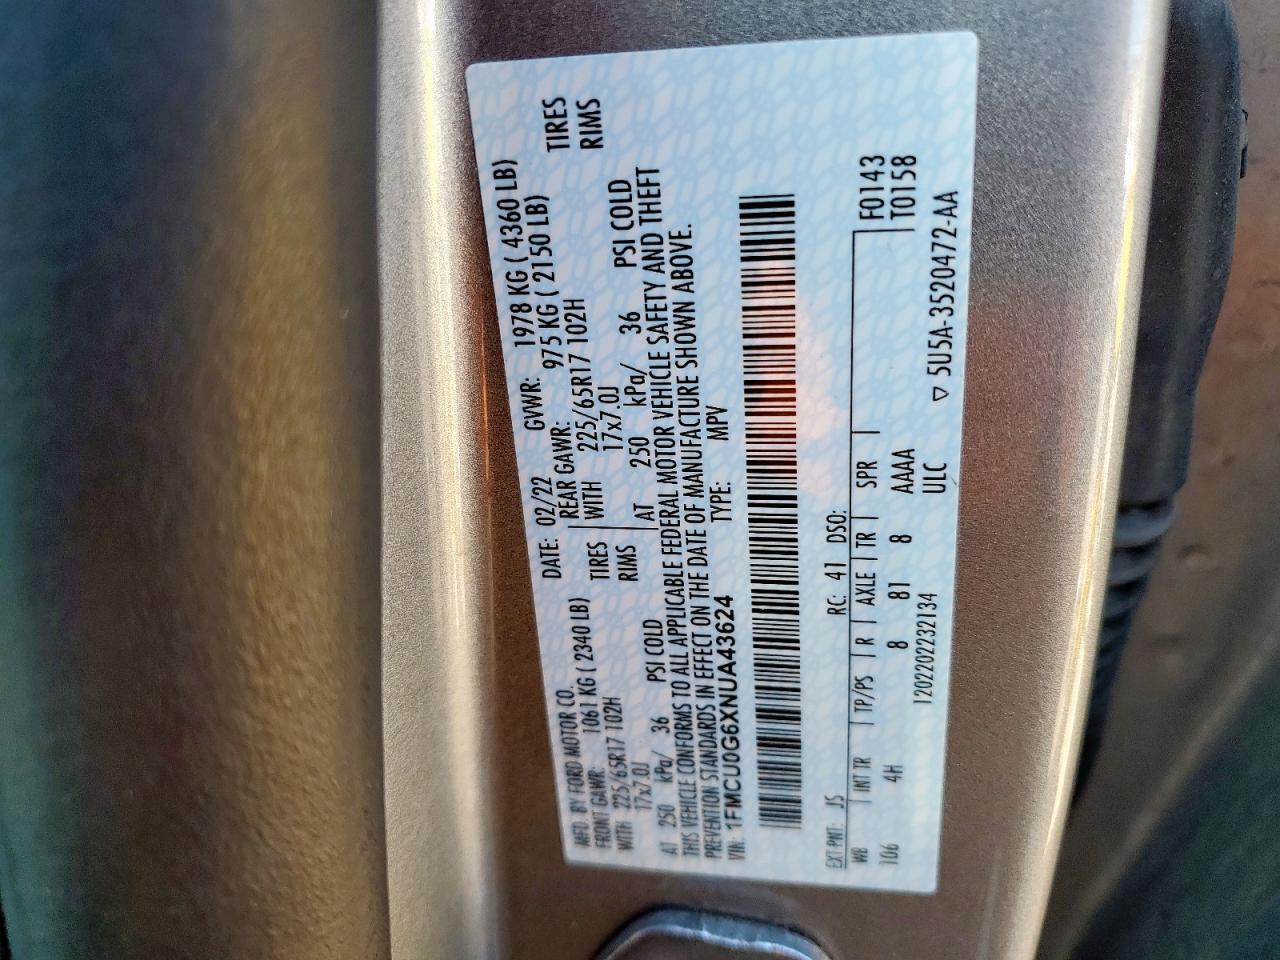 MFD. BY FORD MOTOR CO. DATE: 02/22 GVWR: 1978 KG ( 4360 LB)
FRONT GAWR: 1061 KG ( 2340 LB) REAR GAWR: 975 KG ( 2150 LB)
WITH 225/65R17 102H TIRES WITH 225/65R17 102H TIRES
17x7.0J RIMS 17x7.0J RIMS
AT 250 kPa/ 36 PSI COLD AT 250 kPa/ 36 PSI COLD
THIS VEHICLE CONFORMS TO ALL APPLICABLE FEDERAL MOTOR VEHICLE SAFETY AND THEFT
PREVENTION STANDARDS IN EFFECT ON THE DATE OF MANUFACTURE SHOWN ABOVE.
VIN: 1FMCU0G6XNUA43624 TYPE: MPV
EXT PNT: JS RC: 41 DSO:
WB INT TR TP/PS R AXLE TR SPR F0143
106 4H 8 81 8 AAAA T0158
ULC
1202202232134 ▽ 5U5A-3520472-AA